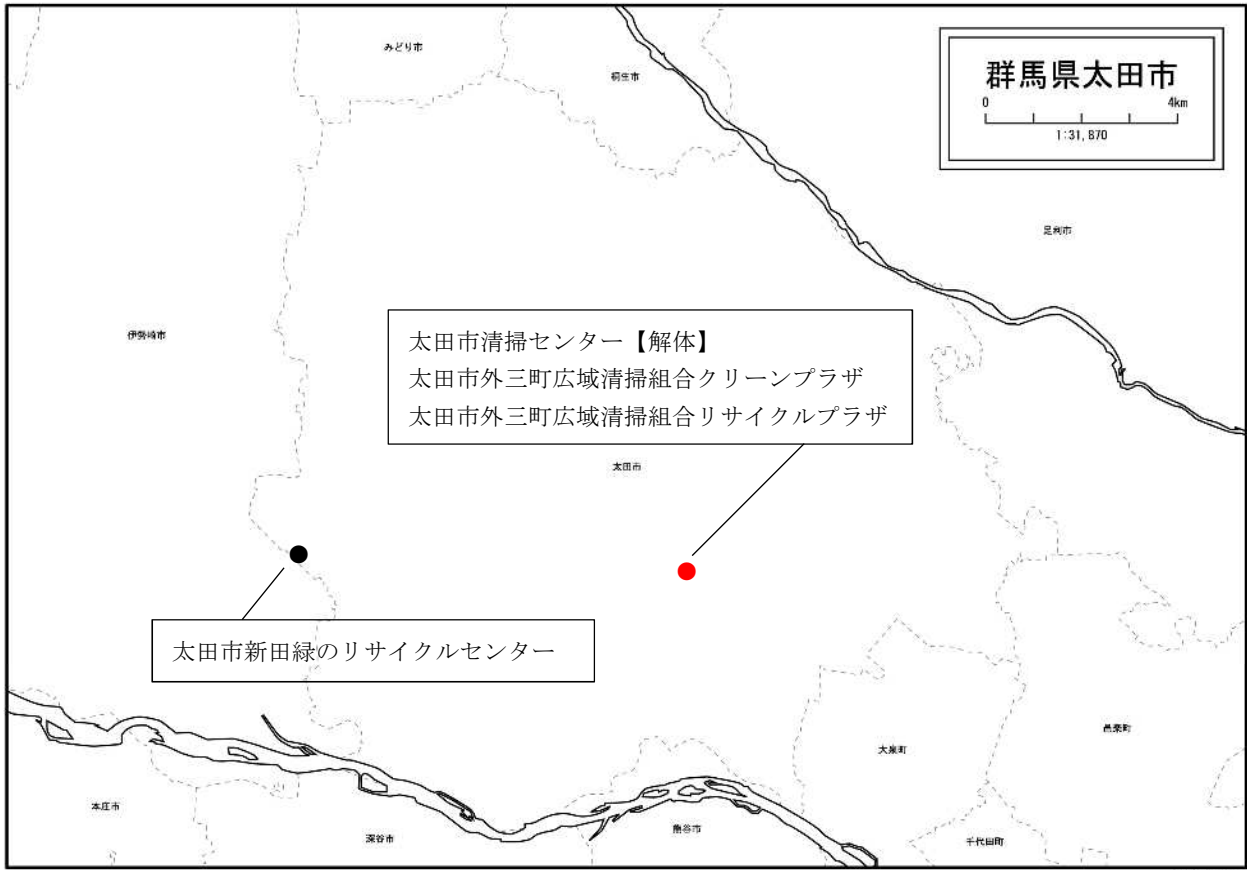 みどり市
桐生市
群馬県太田市
0 4km
1:31,870
足利市
伊勢崎市
太田市清掃センター【解体】
太田市外三町広域清掃組合クリーンプラザ
太田市外三町広域清掃組合リサイクルプラザ
太田市
太田市新田緑のリサイクルセンター
邑楽町
大泉町
本庄市
深谷市
熊谷市
千代田町